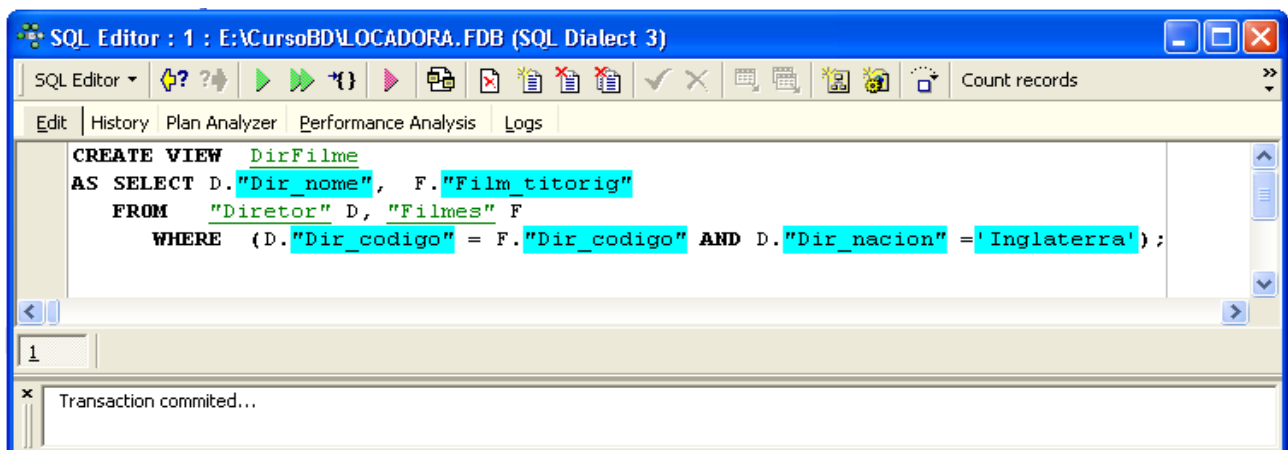 SQL Editor : 1 : E:\CursoBD\LOCADORA.FDB (SQL Dialect 3)
SQL Editor Count records
Edit History Plan Analyzer Performance Analysis Logs
CREATE VIEW DirFilme
AS SELECT D."Dir_nome", F."Film_titorig"
FROM "Diretor" D, "Filmes" F
WHERE (D."Dir_codigo" = F."Dir_codigo" AND D."Dir_nacion" ='Inglaterra');
1
Transaction commited...